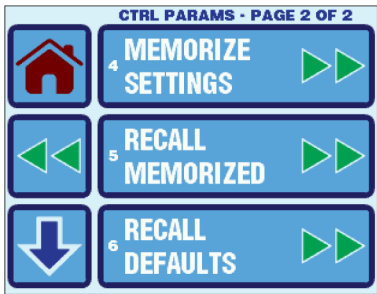 CTRL PARAMS - PAGE 2 OF 2
4 MEMORIZE
SETTINGS
5 RECALL
MEMORIZED
6 RECALL
DEFAULTS